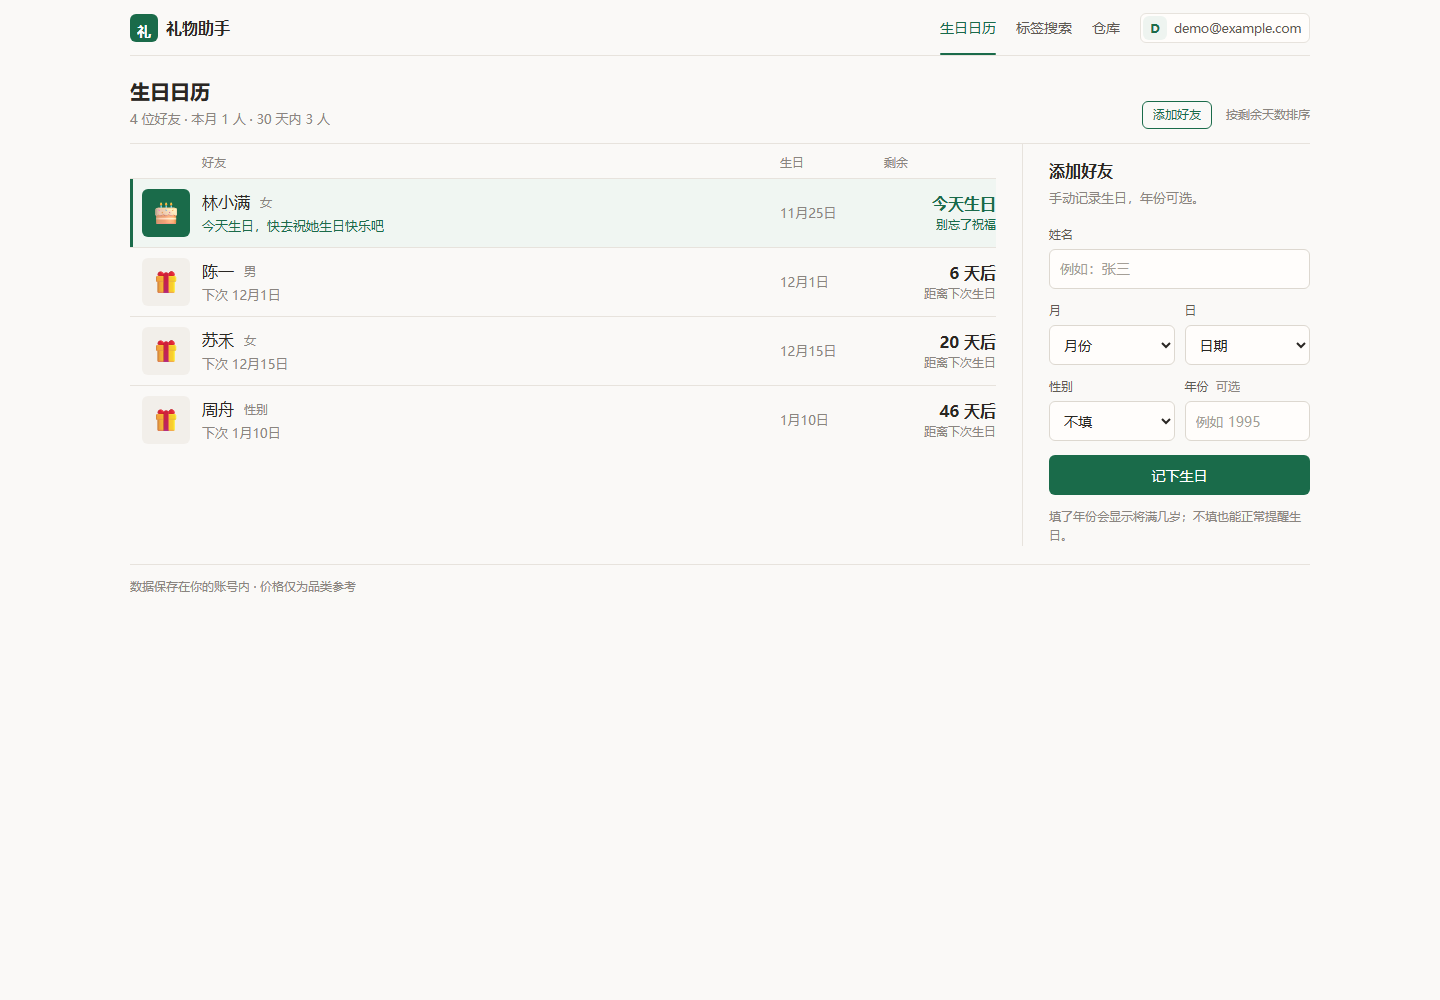 礼 礼物助手
生日日历 标签搜索 仓库 D demo@example.com
生日日历
4 位好友 · 本月 1 人 · 30 天内 3 人
添加好友 按剩余天数排序
好友 生日 剩余
林小满 女
今天生日，快去祝她生日快乐吧
11月25日
今天生日
别忘了祝福
陈一 男
下次 12月1日
12月1日
6 天后
距离下次生日
苏禾 女
下次 12月15日
12月15日
20 天后
距离下次生日
周舟 性别
下次 1月10日
1月10日
46 天后
距离下次生日
添加好友
手动记录生日，年份可选。
姓名
例如：张三
月 日
月份 日期
性别 年份 可选
不填 例如 1995
记下生日
填了年份会显示将满几岁；不填也能正常提醒生
日。
数据保存在你的账号内 · 价格仅为品类参考